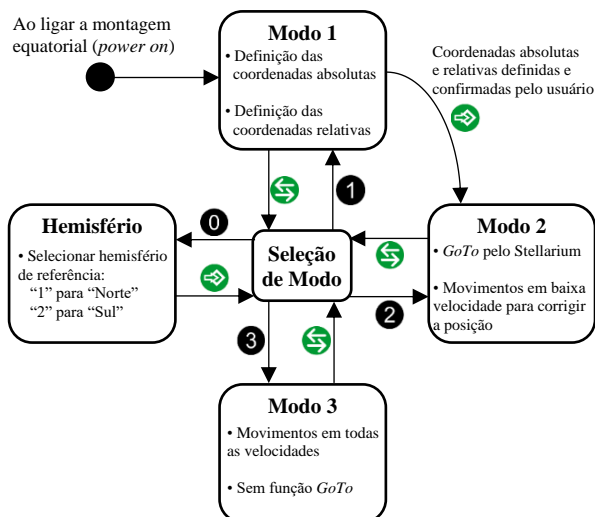 Ao ligar a montagem
equatorial (power on)
Modo 1
• Definição das
coordenadas absolutas
• Definição das
coordenadas relativas
Coordenadas absolutas
e relativas definidas e
confirmadas pelo usuário
1
0
Hemisfério
• Selecionar hemisfério
de referência:
“1” para “Norte”
“2” para “Sul”
Seleção
de Modo
Modo 2
• GoTo pelo Stellarium
• Movimentos em baixa
velocidade para corrigir
a posição
2
3
Modo 3
• Movimentos em todas
as velocidades
• Sem função GoTo